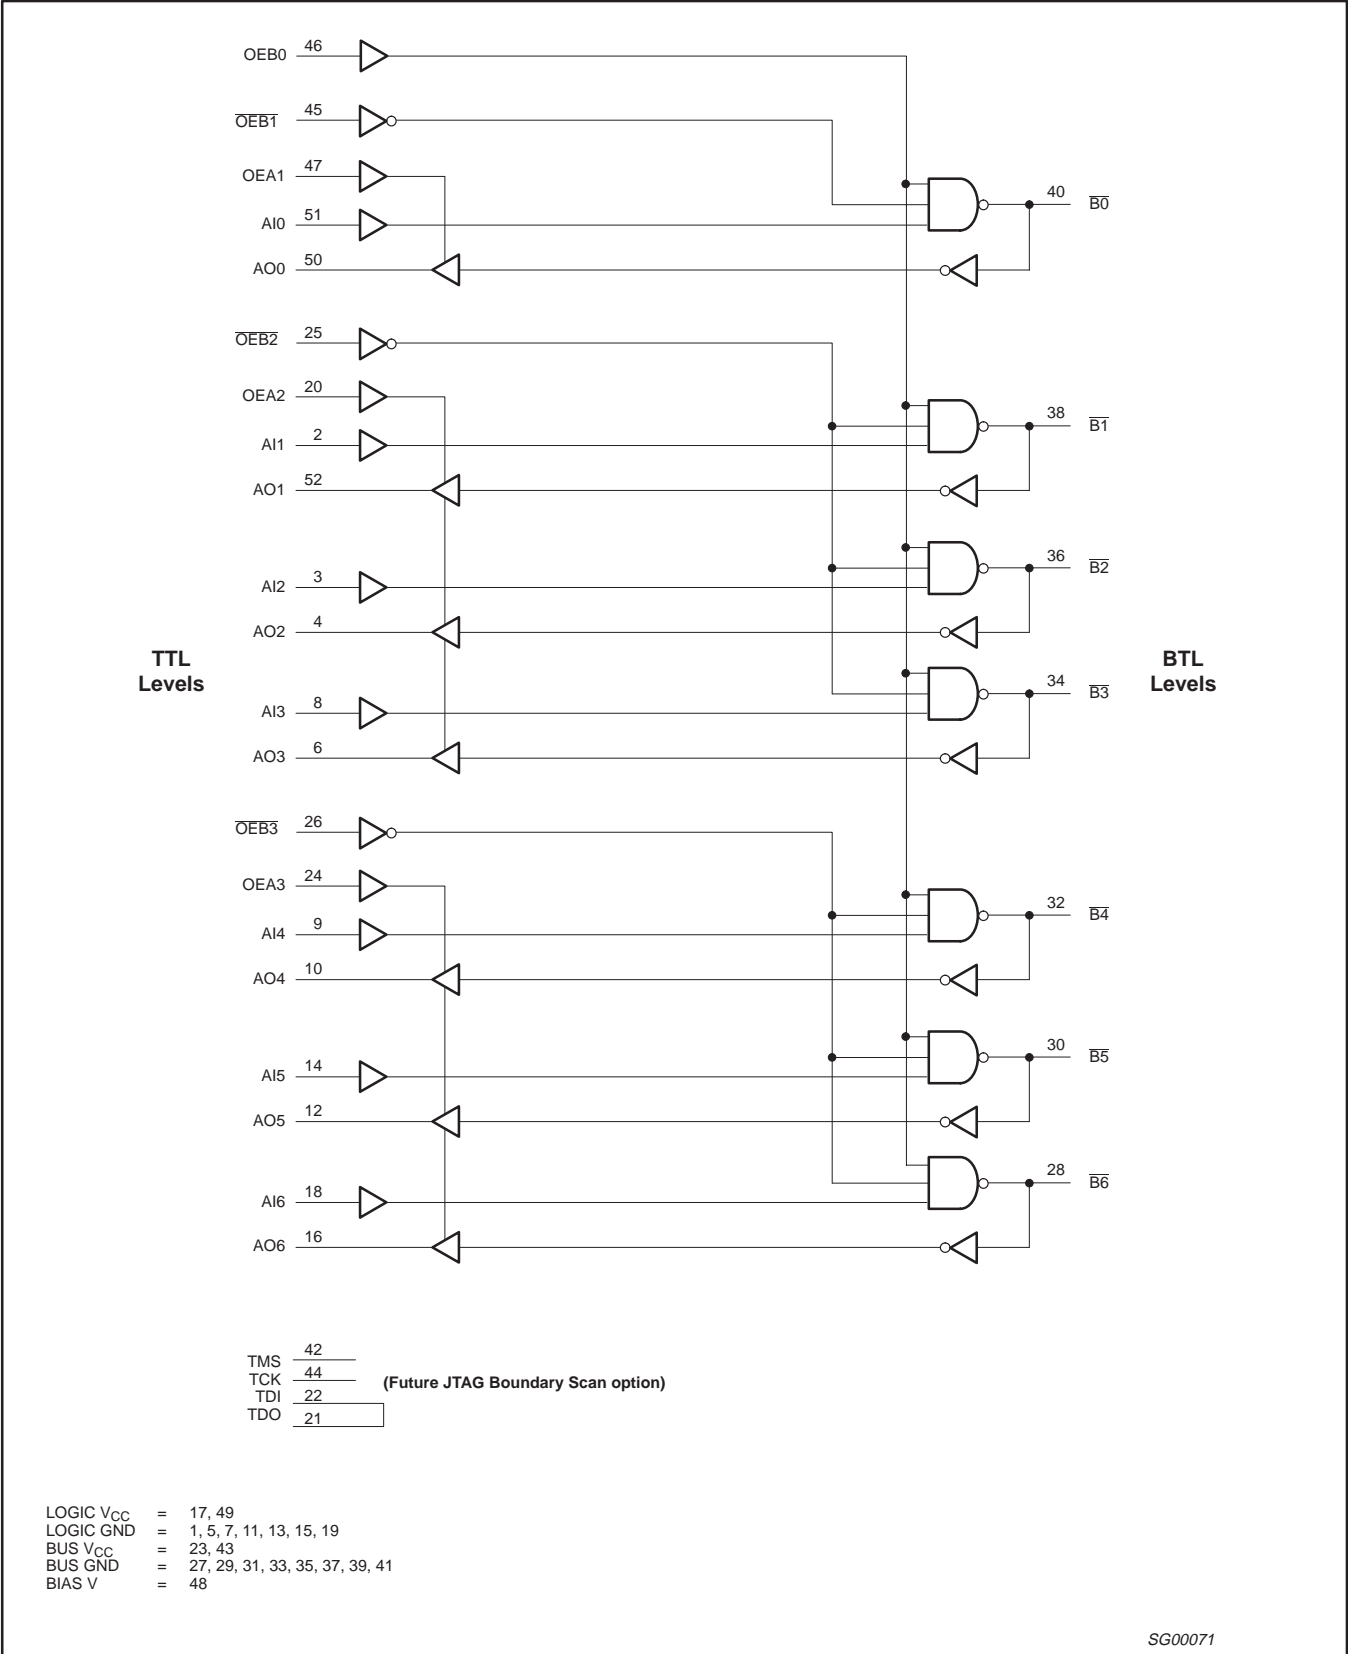 OEB0 46
OEB1 45
OEA1 47
AI0 51
40 B0
AO0 50
OEB2 25
OEA2 20
AI1 2
38 B1
AO1 52
AI2 3
36 B2
AO2 4
TTL
Levels
BTL
Levels
AI3 8
34 B3
AO3 6
OEB3 26
OEA3 24
AI4 9
32 B4
AO4 10
AI5 14
30 B5
AO5 12
AI6 18
28 B6
AO6 16
TMS 42
TCK 44
(Future JTAG Boundary Scan option)
TDI 22
TDO 21
LOGIC VCC = 17, 49
LOGIC GND = 1, 5, 7, 11, 13, 15, 19
BUS VCC = 23, 43
BUS GND = 27, 29, 31, 33, 35, 37, 39, 41
BIAS V = 48
SG00071